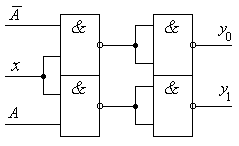 A̅ & & y₀
x
& & y₁
A